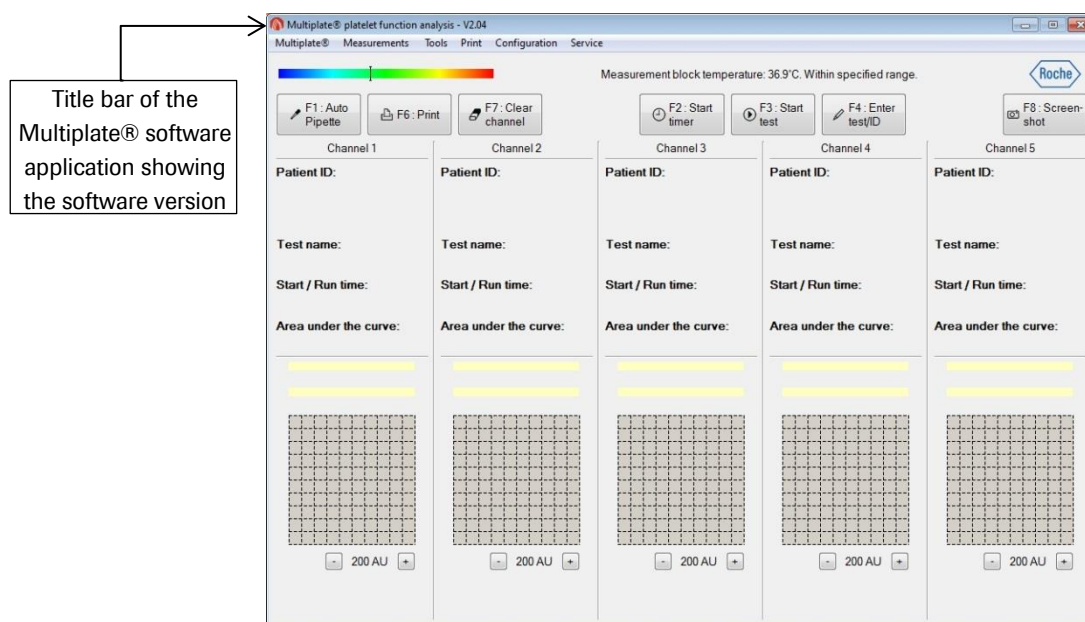 Multiplate® platelet function analysis - V2.04
Multiplate® Measurements Tools Print Configuration Service
Measurement block temperature: 36.9°C. Within specified range.
Roche
Title bar of the
Multiplate® software
application showing
the software version
F1 : Auto Pipette
F6 : Print
F7 : Clear channel
F2 : Start timer
F3 : Start test
F4 : Enter test/ID
F8 : Screen-shot
Channel 1 Channel 2 Channel 3 Channel 4 Channel 5
Patient ID: Patient ID: Patient ID: Patient ID: Patient ID:
Test name: Test name: Test name: Test name: Test name:
Start / Run time: Start / Run time: Start / Run time: Start / Run time: Start / Run time:
Area under the curve: Area under the curve: Area under the curve: Area under the curve: Area under the curve:
- 200 AU + - 200 AU + - 200 AU + - 200 AU + - 200 AU +